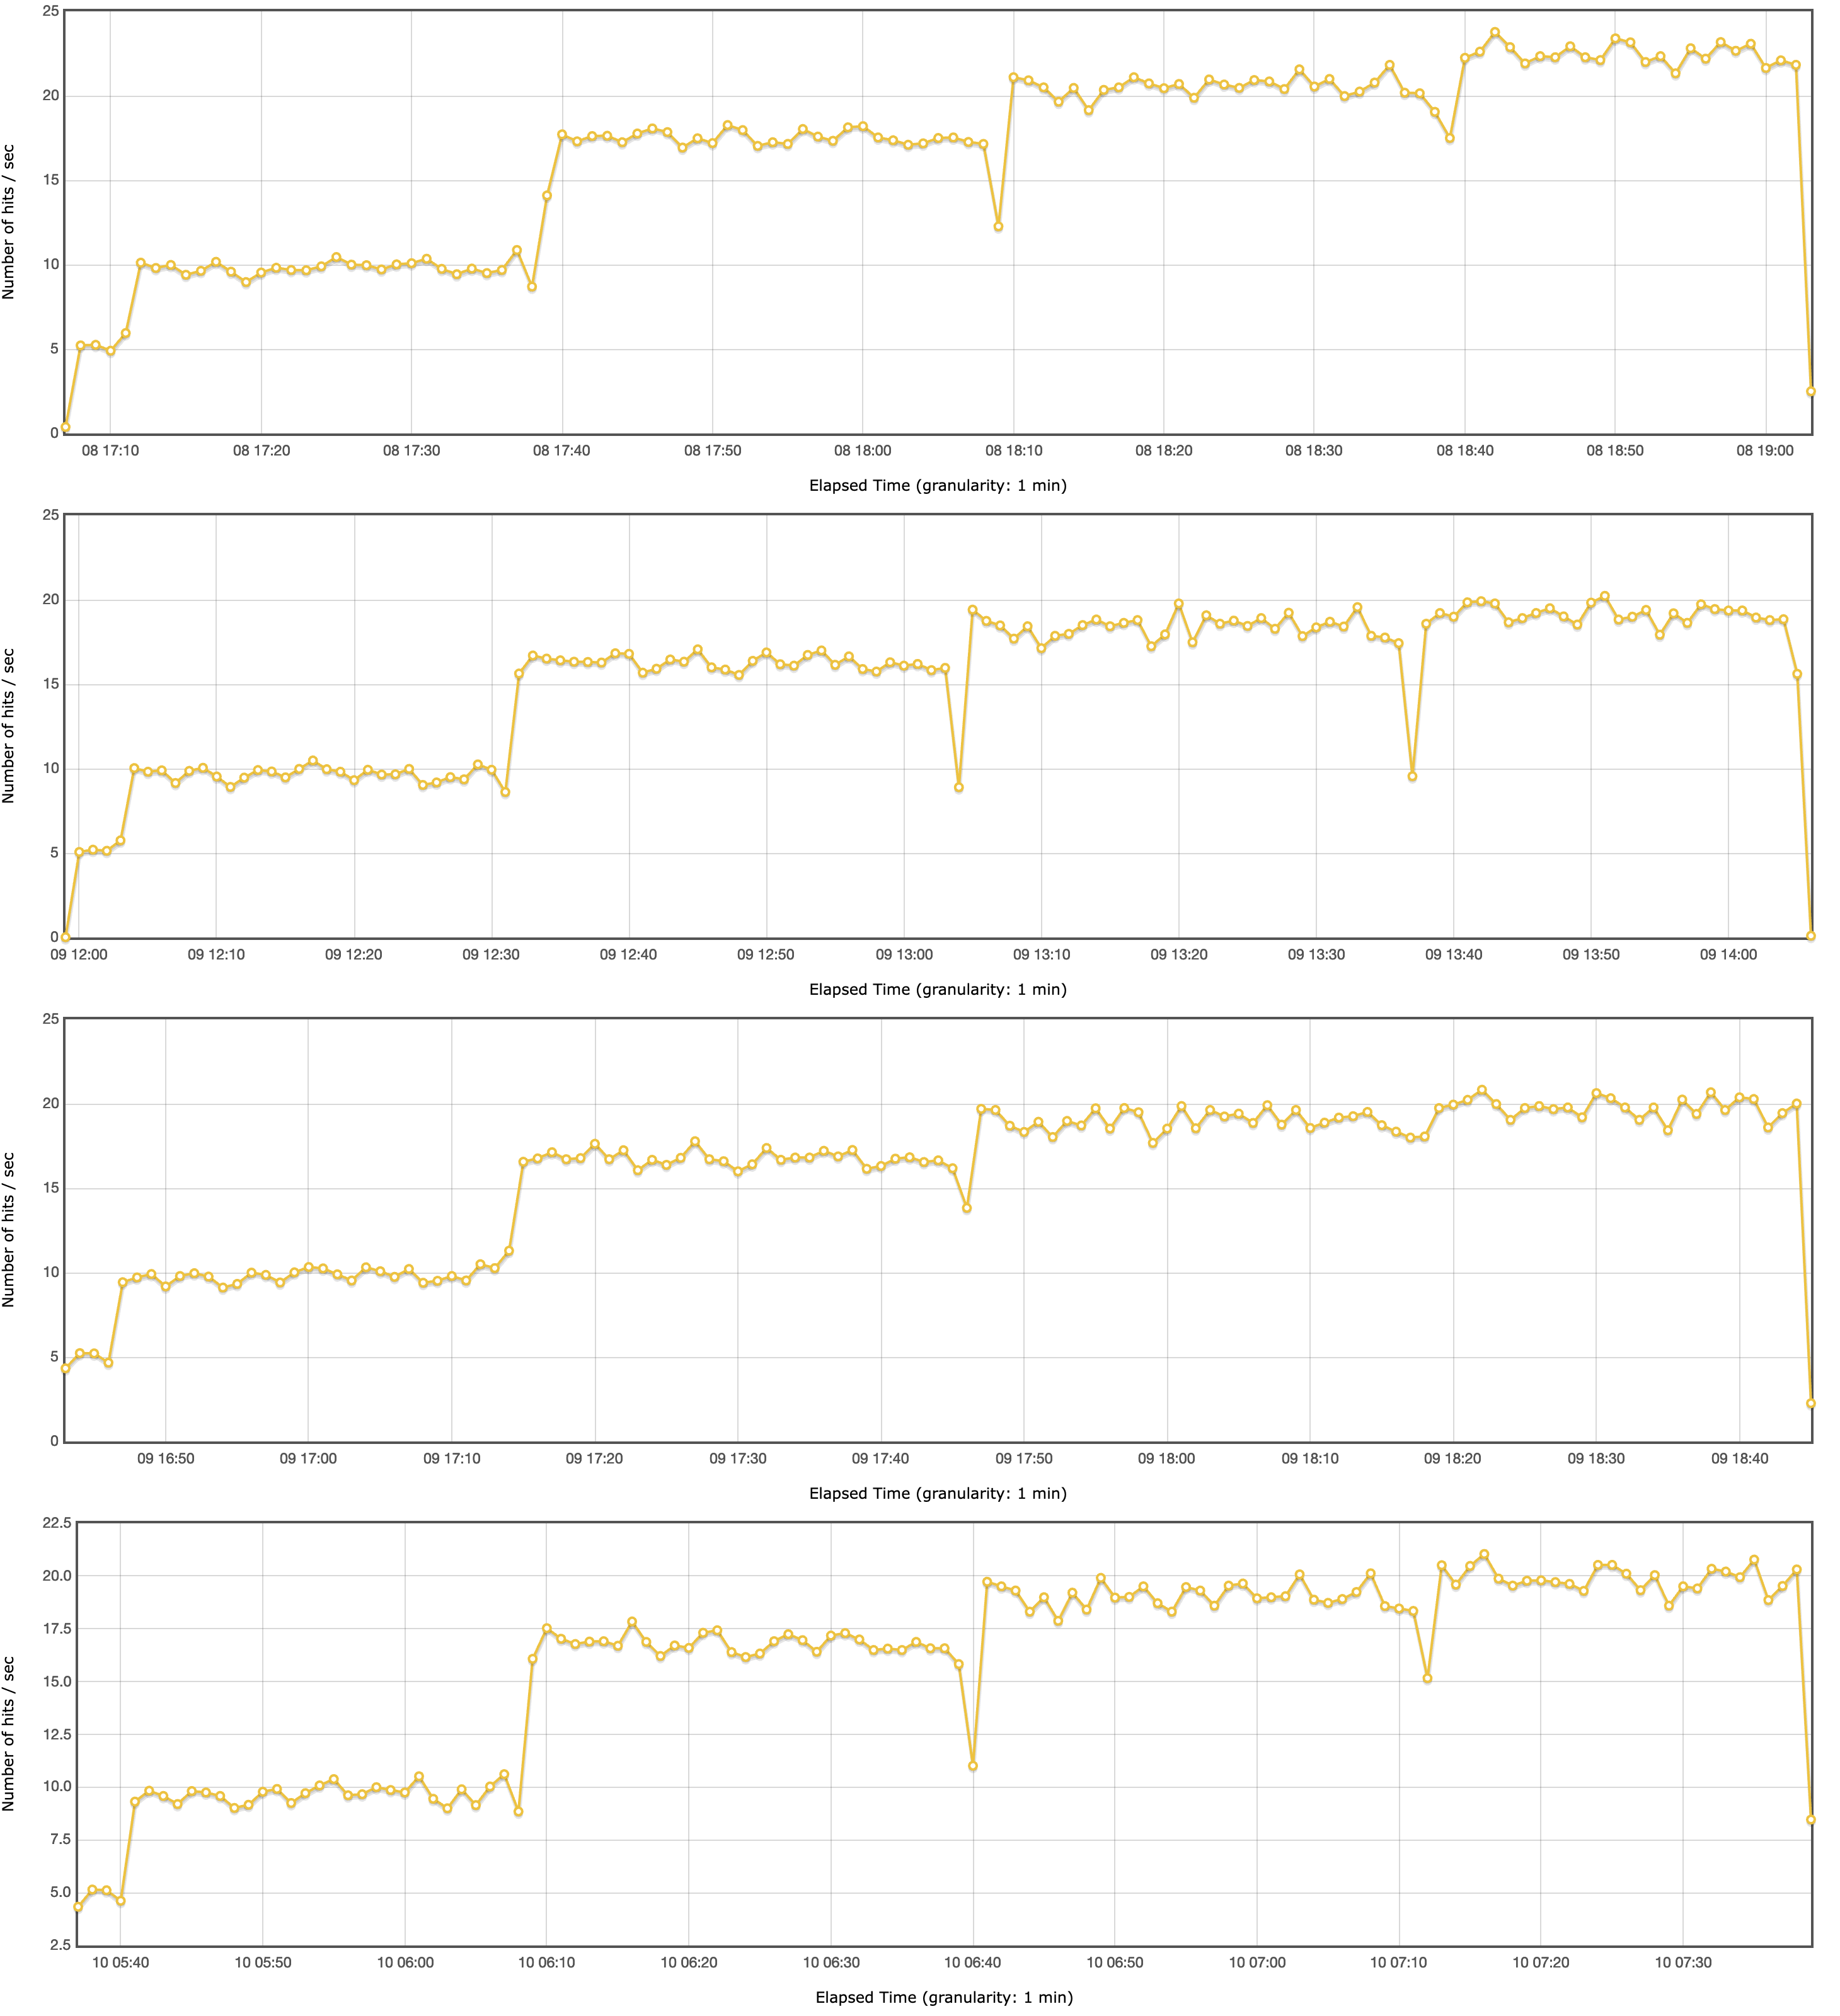 Number of hits / sec
25
20
15
10
5
0
08 17:10 08 17:20 08 17:30 08 17:40 08 17:50 08 18:00 08 18:10 08 18:20 08 18:30 08 18:40 08 18:50 08 19:00
Elapsed Time (granularity: 1 min)
Number of hits / sec
25
20
15
10
5
0
09 12:00 09 12:10 09 12:20 09 12:30 09 12:40 09 12:50 09 13:00 09 13:10 09 13:20 09 13:30 09 13:40 09 13:50 09 14:00
Elapsed Time (granularity: 1 min)
Number of hits / sec
25
20
15
10
5
0
09 16:50 09 17:00 09 17:10 09 17:20 09 17:30 09 17:40 09 17:50 09 18:00 09 18:10 09 18:20 09 18:30 09 18:40
Elapsed Time (granularity: 1 min)
Number of hits / sec
22.5
20.0
17.5
15.0
12.5
10.0
7.5
5.0
2.5
10 05:40 10 05:50 10 06:00 10 06:10 10 06:20 10 06:30 10 06:40 10 06:50 10 07:00 10 07:10 10 07:20 10 07:30
Elapsed Time (granularity: 1 min)